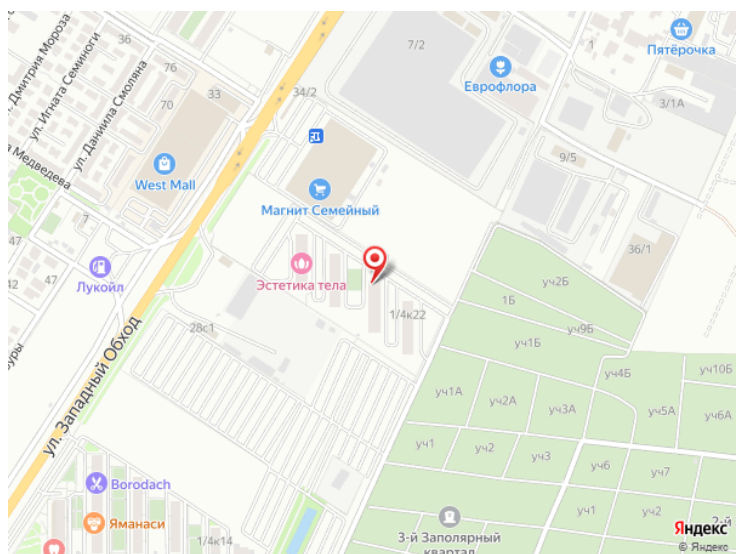 ул. Дмитрия Мороза
ул. Игната Семиноги
ул. Даниила Смоляна
36
76
70
33
34/2
7/2
1
Пятёрочка
Еврофлора
3/1А
Медведева
West Mall
Магнит Семейный
9/5
7
47
47
42
Лукойл
Эстетика тела
36/1
28с1
1/4к22
ул. Западный Обход
уч2Б
1Б
уч9Б
уч1Б
уч4Б
уч10Б
уч1А
уч2А
уч3А
уч5А
уч6А
уч1
уч2
уч3
уч6
уч7
уч1
уч2
2-й
Borodach
Яманаси
1/4к14
3-й Заполярный
квартал
Яндекс
© Яндекс